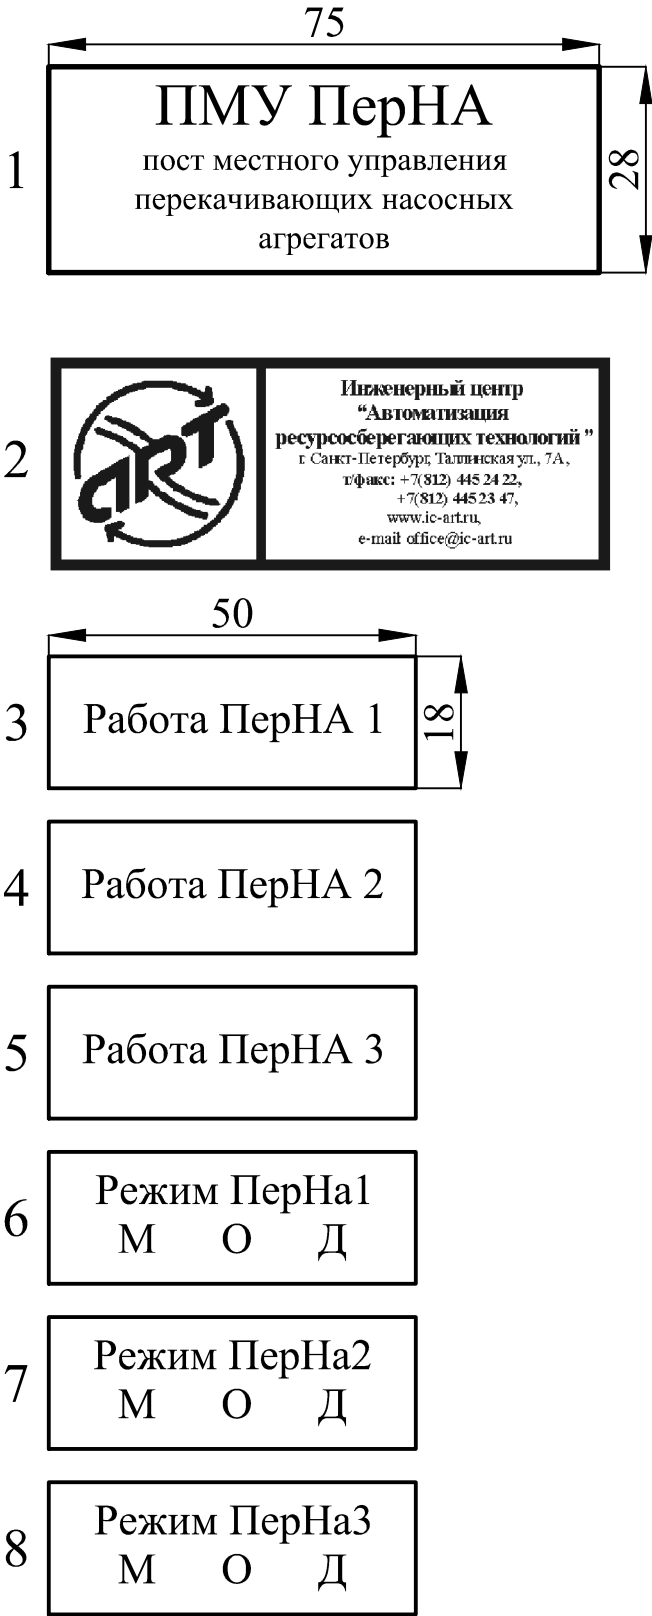 75
ПМУ ПерНА
1
пост местного управления
перекачивающих насосных
агрегатов
28
2
ART
Инженерный центр
“Автоматизация
ресурсосберегающих технологий ”
г. Санкт-Петербург, Таллинская ул., 7А,
т/факс: +7(812) 445 24 22,
+7(812) 445 23 47,
www.ic-art.ru,
e-mail: office@ic-art.ru
50
3
Работа ПерНА 1
18
4
Работа ПерНА 2
5
Работа ПерНА 3
6
Режим ПерНа1
М О Д
7
Режим ПерНа2
М О Д
8
Режим ПерНа3
М О Д